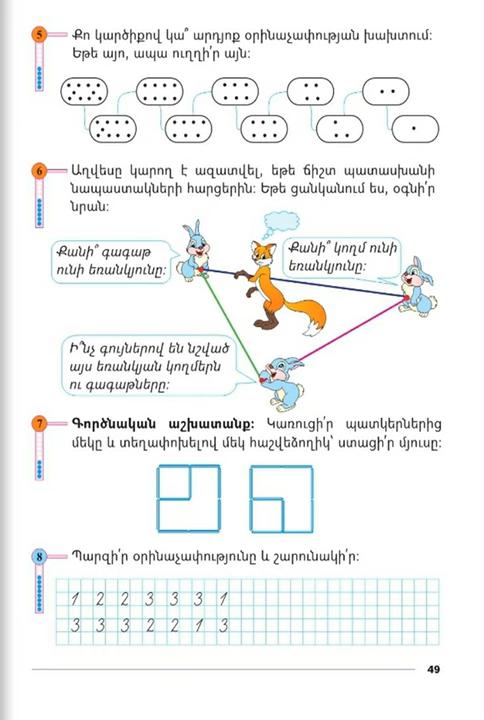 5 Քո կարծիքով կա՞ արդյոք օրինաչափության խախտում։
Եթե այո, ապա ուղղի՛ր այն։
6 Աղվեսը կարող է ազատվել, եթե ճիշտ պատասխանի
նապաստակների հարցերին։ Եթե ցանկանում ես, օգնի՛ր
նրան։
Քանի՞ գագաթ
ունի եռանկյունը։
Քանի՞ կողմ ունի
եռանկյունը։
Ի՞նչ գույներով են նշված
այս եռանկյան կողմերն
ու գագաթները։
7 Գործնական աշխատանք։ Կառուցի՛ր պատկերներից
մեկը և տեղափոխելով մեկ հաշվեձողիկ՝ ստացի՛ր մյուսը։
8 Պարզի՛ր օրինաչափությունը և շարունակի՛ր։
1 2 2 3 3 3 1
3 3 3 2 2 1 3
49